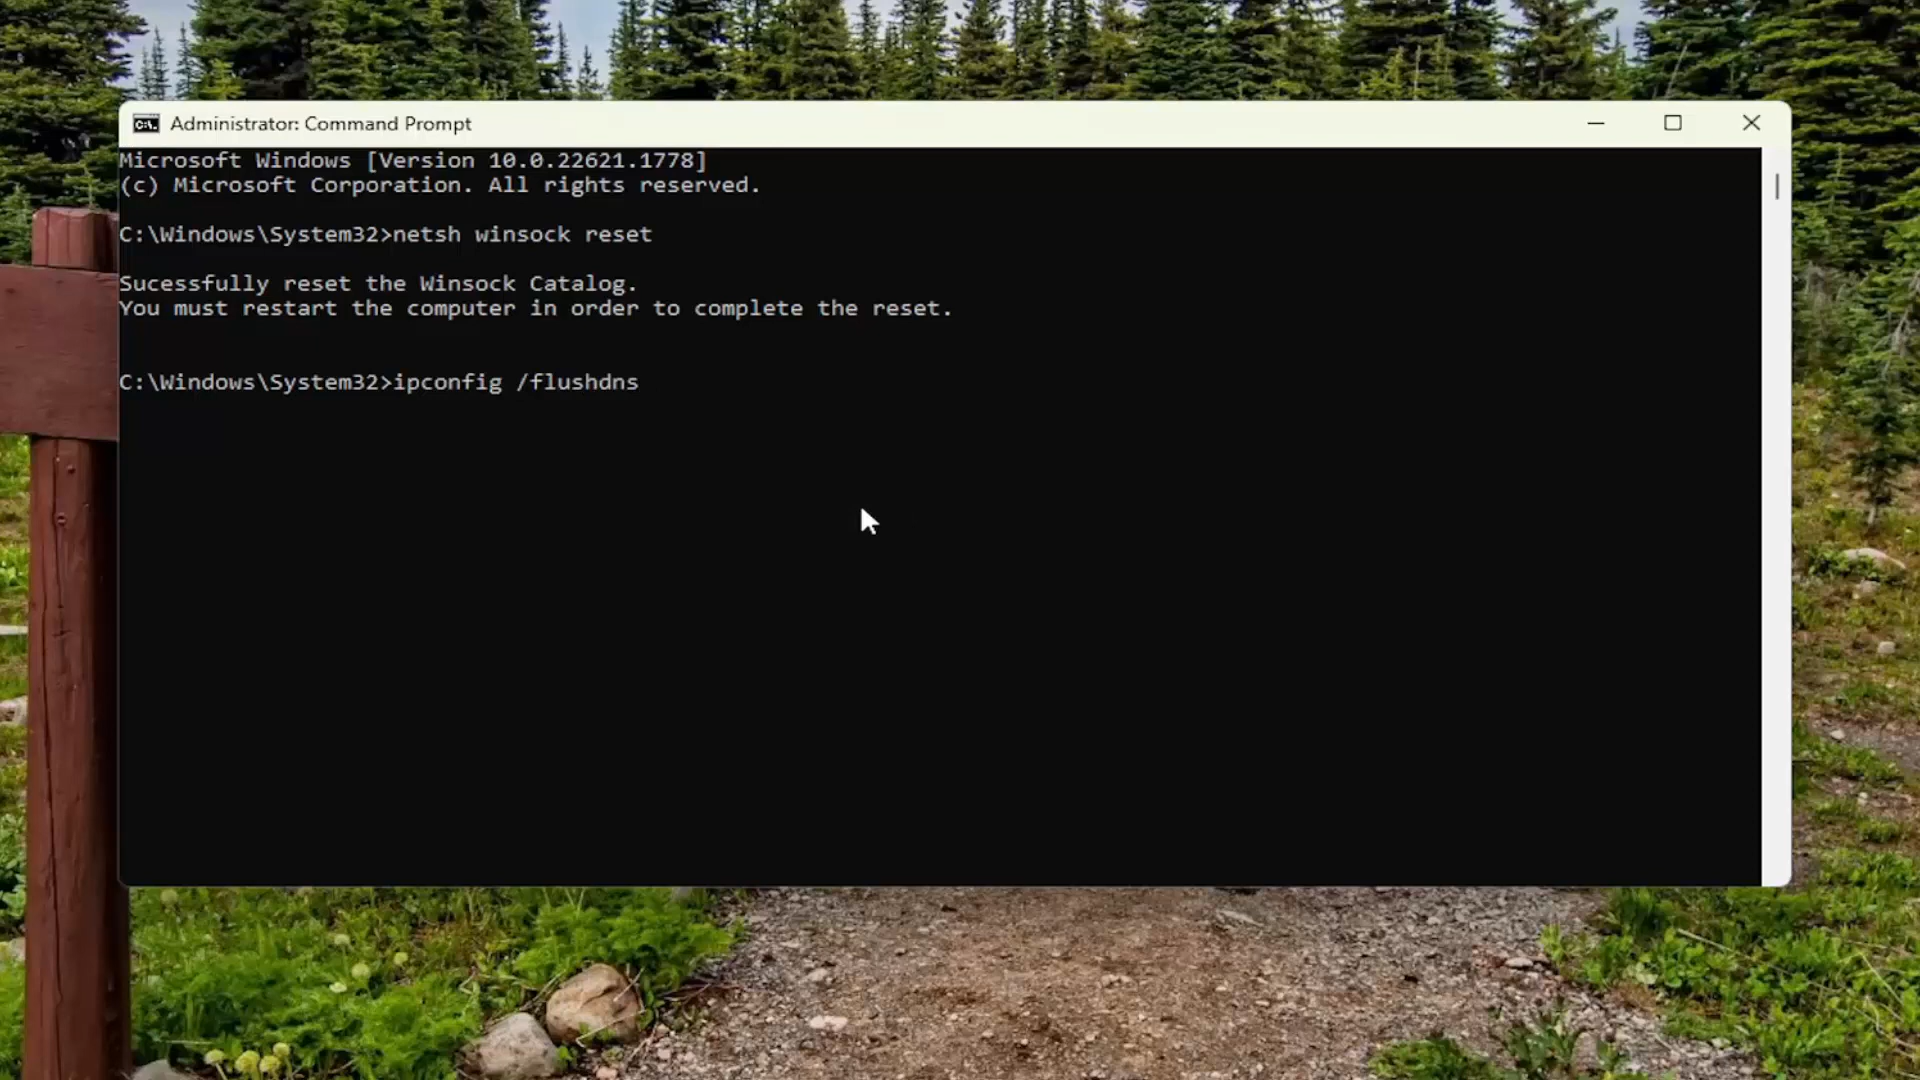 Administrator: Command Prompt
Microsoft Windows [Version 10.0.22621.1778]
(c) Microsoft Corporation. All rights reserved.
C:\Windows\System32>netsh winsock reset
Sucessfully reset the Winsock Catalog.
You must restart the computer in order to complete the reset.
C:\Windows\System32>ipconfig /flushdns